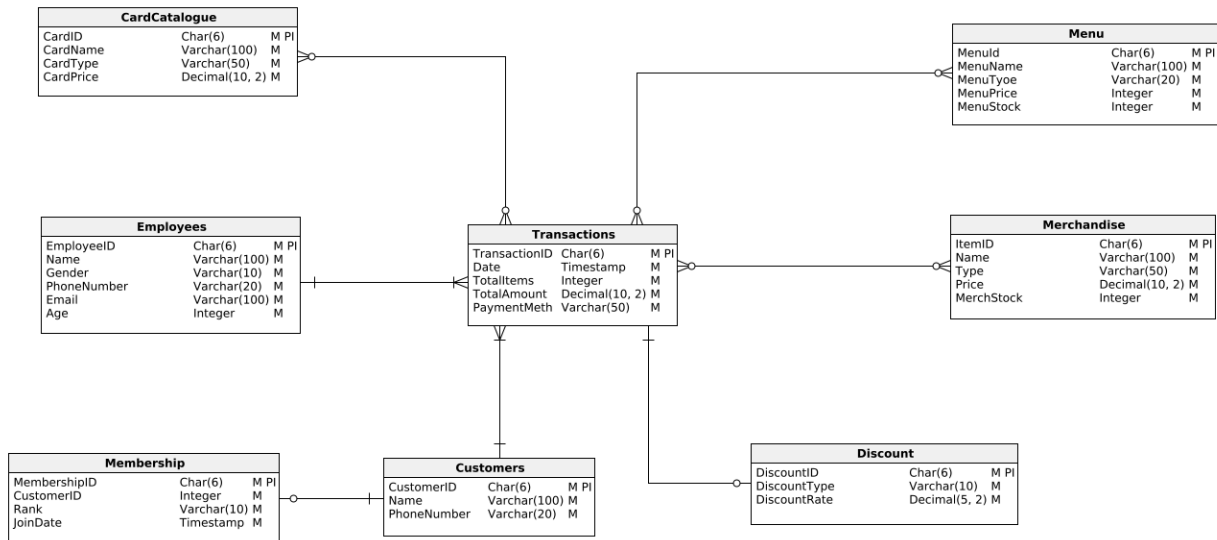 CardCatalogue
CardID Char(6) M PI
CardName Varchar(100) M
CardType Varchar(50) M
CardPrice Decimal(10, 2) M
Menu
MenuId Char(6) M PI
MenuName Varchar(100) M
MenuTyoe Varchar(20) M
MenuPrice Integer M
MenuStock Integer M
Employees
EmployeeID Char(6) M PI
Name Varchar(100) M
Gender Varchar(10) M
PhoneNumber Varchar(20) M
Email Varchar(100) M
Age Integer M
Transactions
TransactionID Char(6) M PI
Date Timestamp M
TotalItems Integer M
TotalAmount Decimal(10, 2) M
PaymentMeth Varchar(50) M
Merchandise
ItemID Char(6) M PI
Name Varchar(100) M
Type Varchar(50) M
Price Decimal(10, 2) M
MerchStock Integer M
Membership
MembershipID Char(6) M PI
CustomerID Integer M
Rank Varchar(10) M
JoinDate Timestamp M
Customers
CustomerID Char(6) M PI
Name Varchar(100) M
PhoneNumber Varchar(20) M
Discount
DiscountID Char(6) M PI
DiscountType Varchar(10) M
DiscountRate Decimal(5, 2) M